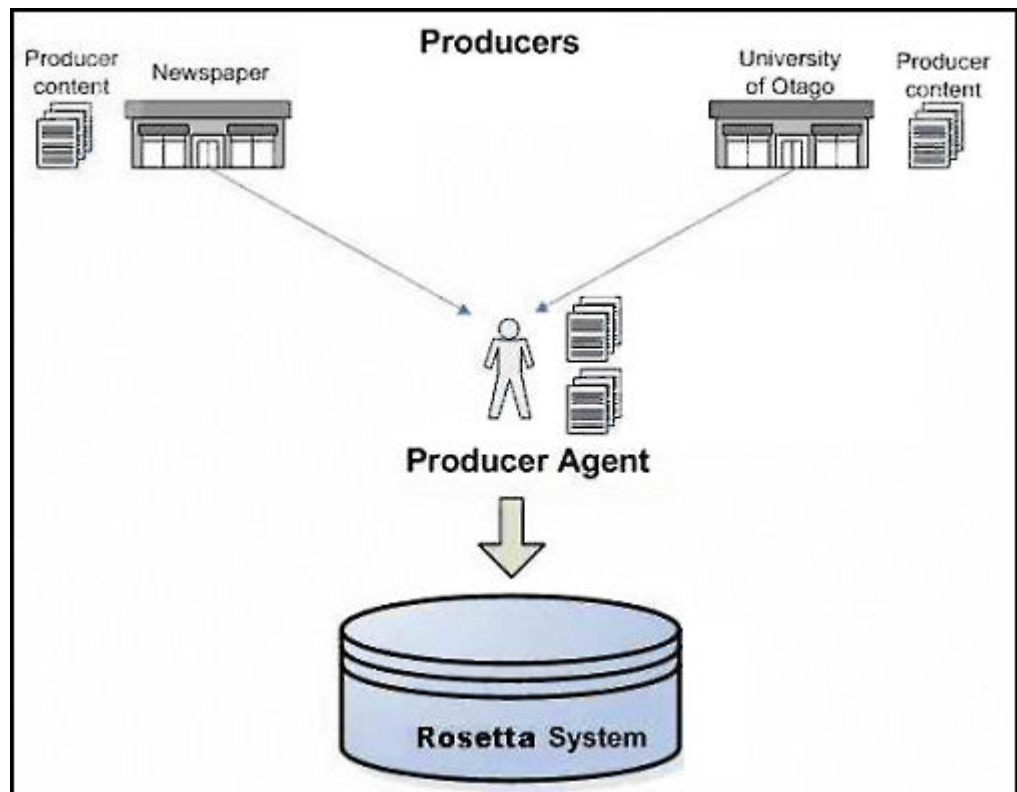 Producers
Producer
content
Newspaper
University
of Otago
Producer
content
Producer Agent
Rosetta System